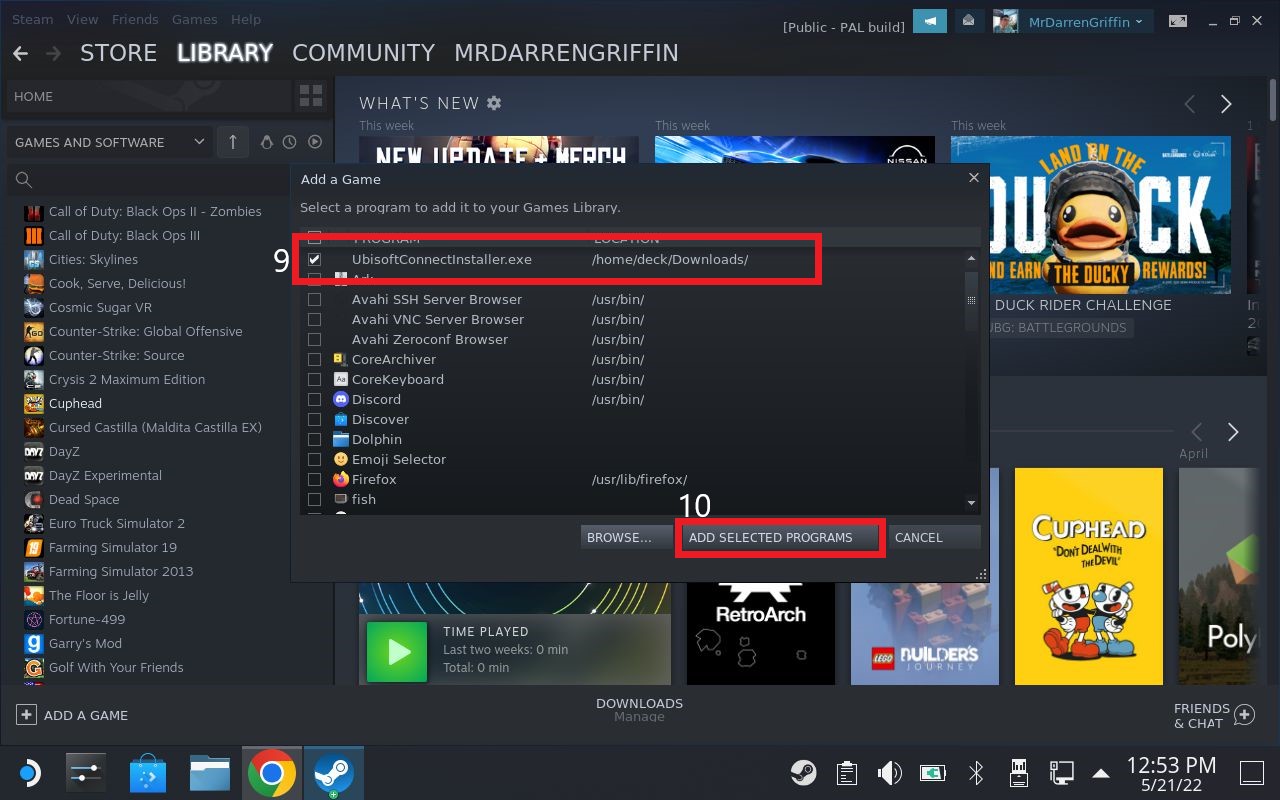 Steam View Friends Games Help
[Public - PAL build]
MrDarrenGriffin
STORE LIBRARY COMMUNITY MRDARRENGRIFFIN
HOME
WHAT'S NEW
This week This week This week
GAMES AND SOFTWARE
NEW UPDATE + MERCH
NISSAN
LAND ON THE
DUCK
AND EARN THE DUCKY REWARDS!
DUCK RIDER CHALLENGE
UBG: BATTLEGROUNDS
Call of Duty: Black Ops II - Zombies
Call of Duty: Black Ops III
Cities: Skylines
Cook, Serve, Delicious!
Cosmic Sugar VR
Counter-Strike: Global Offensive
Counter-Strike: Source
Crysis 2 Maximum Edition
Cuphead
Cursed Castilla (Maldita Castilla EX)
DayZ
DayZ Experimental
Dead Space
Euro Truck Simulator 2
Farming Simulator 19
Farming Simulator 2013
The Floor is Jelly
Fortune-499
Garry's Mod
Golf With Your Friends
Add a Game
Select a program to add it to your Games Library.
PROGRAM LOCATION
9
UbisoftConnectInstaller.exe /home/deck/Downloads/
Ark
Avahi SSH Server Browser /usr/bin/
Avahi VNC Server Browser /usr/bin/
Avahi Zeroconf Browser /usr/bin/
CoreArchiver /usr/bin/
CoreKeyboard /usr/bin/
Discord /usr/bin/
Discover
Dolphin
Emoji Selector
Firefox /usr/lib/firefox/
fish
10
BROWSE... ADD SELECTED PROGRAMS CANCEL
April
CUPHEAD
"DON'T DEAL WITH
THE DEVIL"
TIME PLAYED
Last two weeks: 0 min
Total: 0 min
RetroArch
LEGO BUILDER'S
JOURNEY
Poly
ADD A GAME
DOWNLOADS
Manage
FRIENDS
& CHAT
12:53 PM
5/21/22